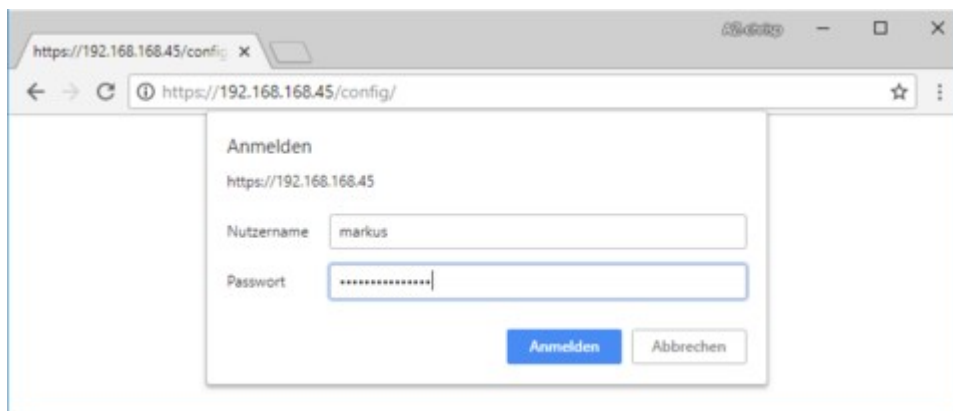 https://192.168.168.45/config
https://192.168.168.45/config/
Anmelden
https://192.168.168.45
Nutzername markus
Passwort •••••••••••••••
Anmelden Abbrechen